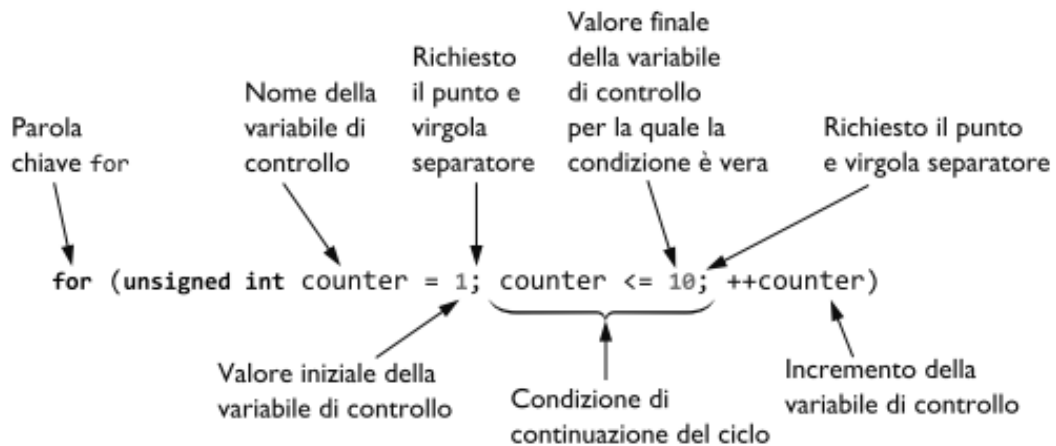 Parola
chiave for
Nome della
variabile di
controllo
Richiesto
il punto e
virgola
separatore
Valore finale
della variabile
di controllo
per la quale la
condizione è vera
Richiesto il punto
e virgola separatore
for (unsigned int counter = 1; counter <= 10; ++counter)
Valore iniziale della
variabile di controllo
Condizione di
continuazione del ciclo
Incremento della
variabile di controllo